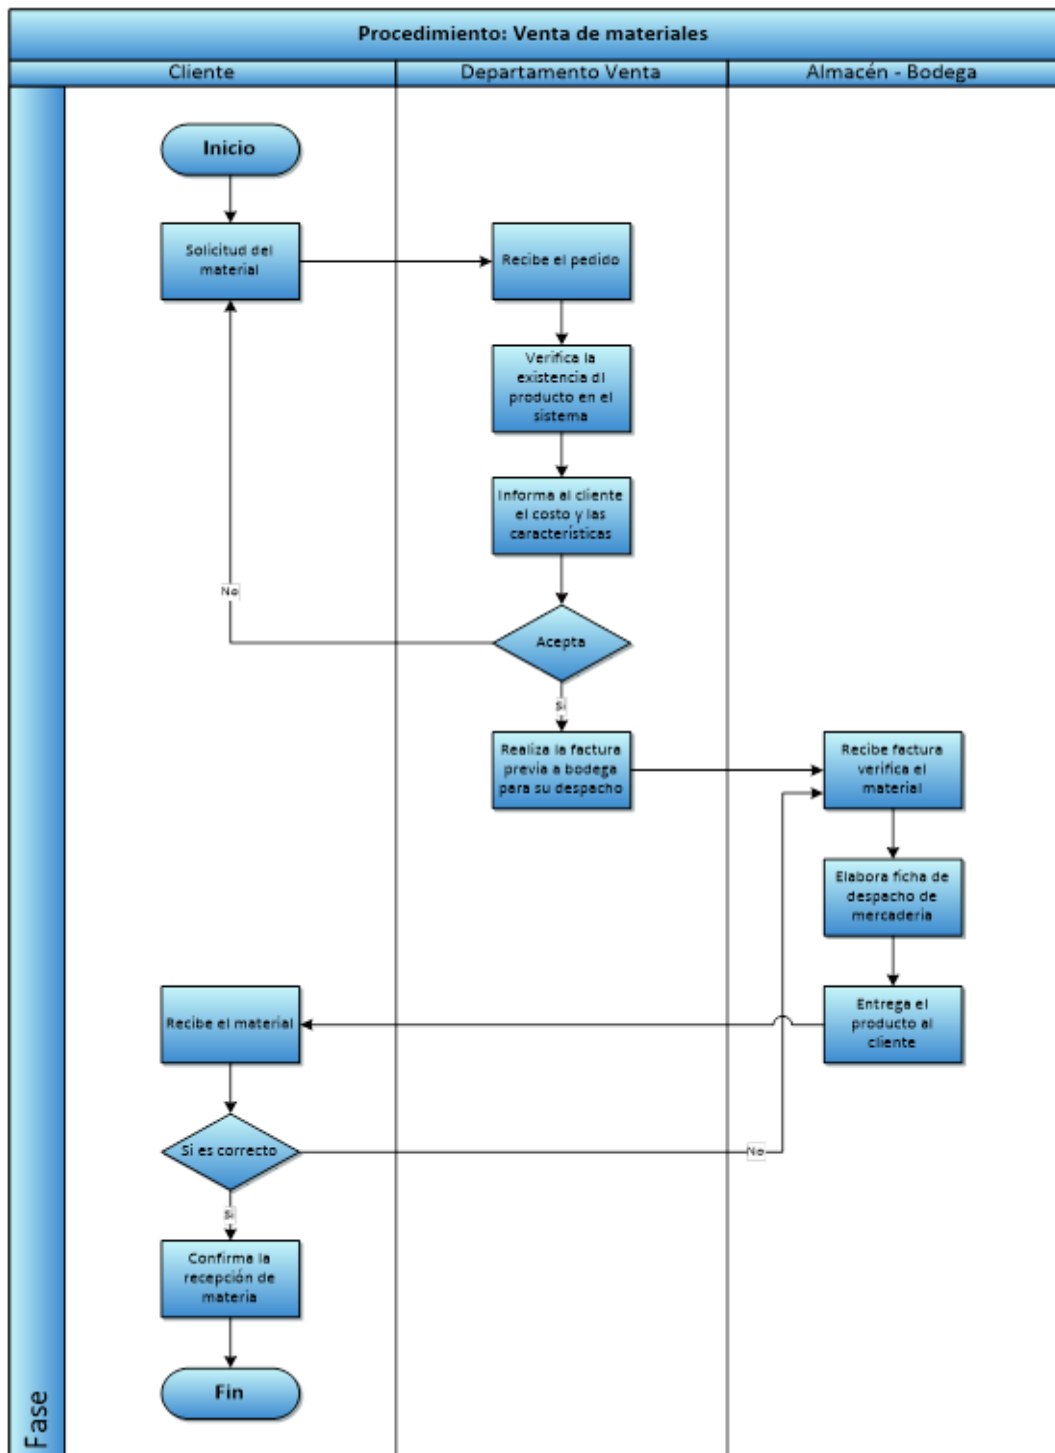 Procedimiento: Venta de materiales
Cliente
Departamento Venta
Almacén - Bodega
Inicio
Solicitud del
material
Recibe el pedido
Verifica la
existencia dl
producto en el
sistema
Informa al cliente
el costo y las
características
No
Acepta
Si
Realiza la factura
previa a bodega
para su despacho
Recibe factura
verifica el
material
Elabora ficha de
despacho de
mercadería
Entrega el
producto al
cliente
Recibe el material
Si es correcto
No
Si
Confirma la
recepción de
materia
Fin
Fase